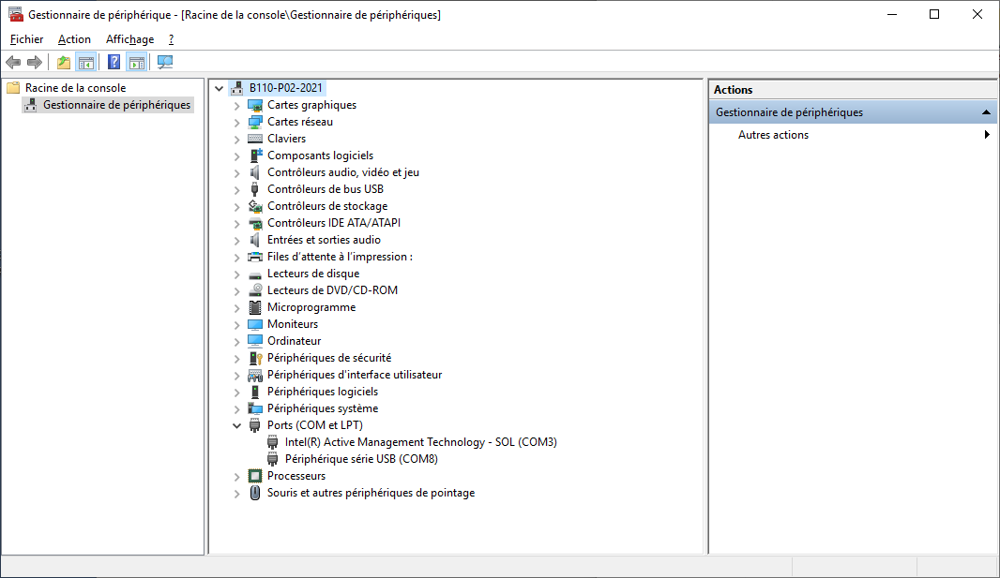 Gestionnaire de périphérique - [Racine de la console\Gestionnaire de périphériques]
Fichier Action Affichage ?
Racine de la console
Gestionnaire de périphériques
B110-P02-2021
Cartes graphiques
Cartes réseau
Claviers
Composants logiciels
Contrôleurs audio, vidéo et jeu
Contrôleurs de bus USB
Contrôleurs de stockage
Contrôleurs IDE ATA/ATAPI
Entrées et sorties audio
Files d'attente à l'impression :
Lecteurs de disque
Lecteurs de DVD/CD-ROM
Microprogramme
Moniteurs
Ordinateur
Périphériques de sécurité
Périphériques d'interface utilisateur
Périphériques logiciels
Périphériques système
Ports (COM et LPT)
Intel(R) Active Management Technology - SOL (COM3)
Périphérique série USB (COM8)
Processeurs
Souris et autres périphériques de pointage
Actions
Gestionnaire de périphériques
Autres actions